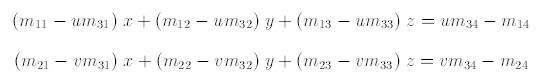 (m₁₁ − um₃₁) x + (m₁₂ − um₃₂) y + (m₁₃ − um₃₃) z = um₃₄ − m₁₄
(m₂₁ − vm₃₁) x + (m₂₂ − vm₃₂) y + (m₂₃ − vm₃₃) z = vm₃₄ − m₂₄